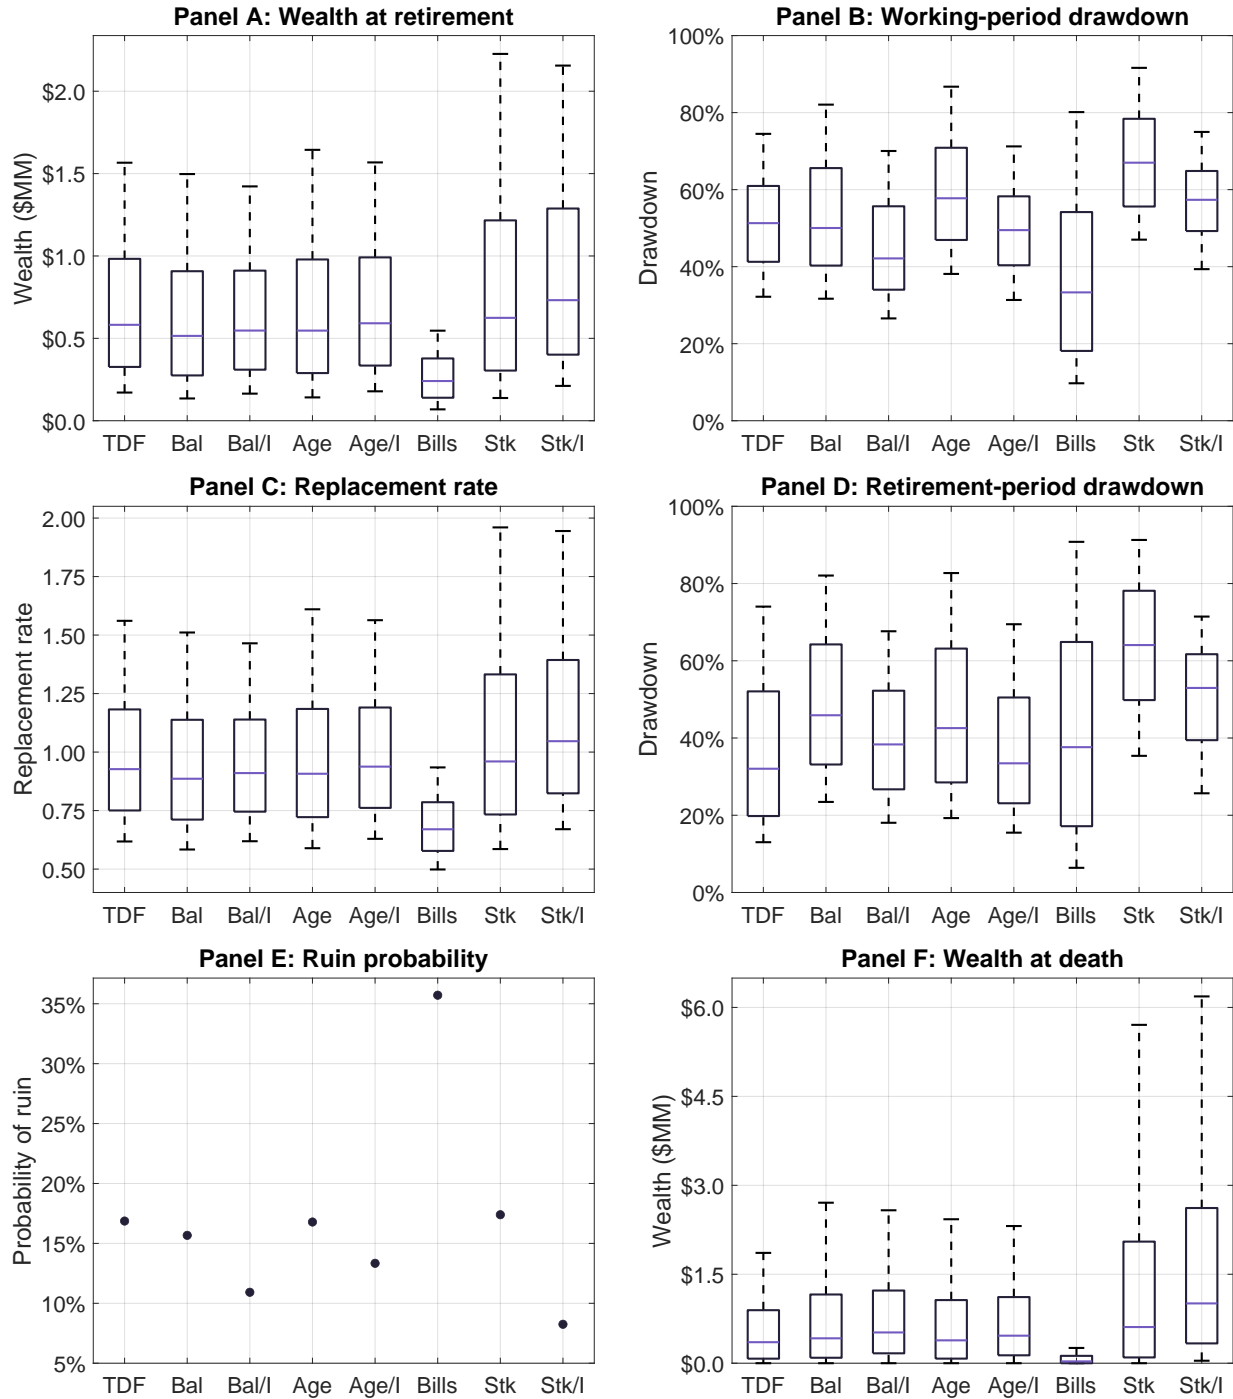 Panel A: Wealth at retirement
Wealth ($MM)
$2.0
$1.5
$1.0
$0.5
$0.0
TDF Bal Bal/I Age Age/I Bills Stk Stk/I
Panel B: Working-period drawdown
Drawdown
100%
80%
60%
40%
20%
0%
TDF Bal Bal/I Age Age/I Bills Stk Stk/I
Panel C: Replacement rate
Replacement rate
2.00
1.75
1.50
1.25
1.00
0.75
0.50
TDF Bal Bal/I Age Age/I Bills Stk Stk/I
Panel D: Retirement-period drawdown
Drawdown
100%
80%
60%
40%
20%
0%
TDF Bal Bal/I Age Age/I Bills Stk Stk/I
Panel E: Ruin probability
Probability of ruin
35%
30%
25%
20%
15%
10%
5%
TDF Bal Bal/I Age Age/I Bills Stk Stk/I
Panel F: Wealth at death
Wealth ($MM)
$6.0
$4.5
$3.0
$1.5
$0.0
TDF Bal Bal/I Age Age/I Bills Stk Stk/I